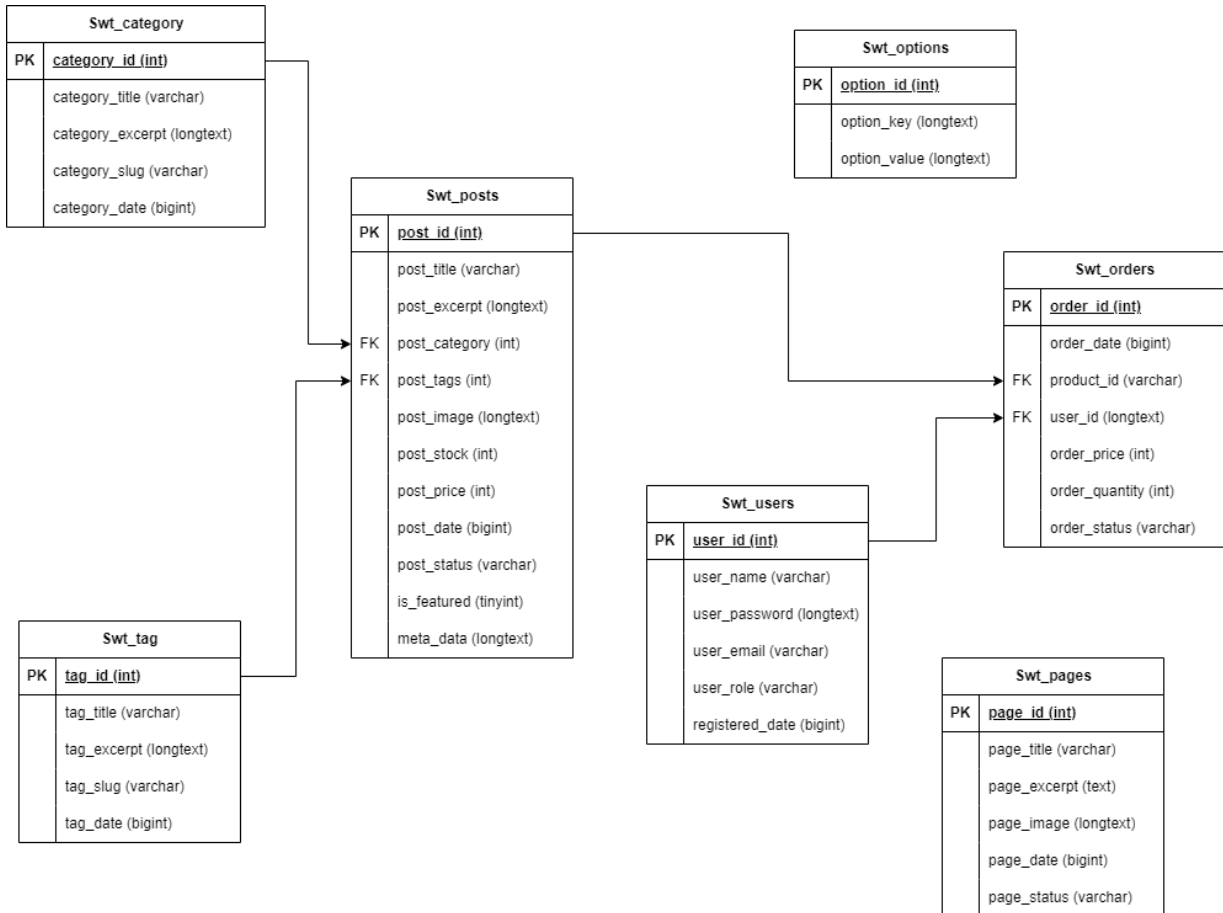 Swt_category
PK category_id (int)
category_title (varchar)
category_excerpt (longtext)
category_slug (varchar)
category_date (bigint)
Swt_options
PK option_id (int)
option_key (longtext)
option_value (longtext)
Swt_posts
PK post_id (int)
post_title (varchar)
post_excerpt (longtext)
FK post_category (int)
FK post_tags (int)
post_image (longtext)
post_stock (int)
post_price (int)
post_date (bigint)
post_status (varchar)
is_featured (tinyint)
meta_data (longtext)
Swt_orders
PK order_id (int)
order_date (bigint)
FK product_id (varchar)
FK user_id (longtext)
order_price (int)
order_quantity (int)
order_status (varchar)
Swt_users
PK user_id (int)
user_name (varchar)
user_password (longtext)
user_email (varchar)
user_role (varchar)
registered_date (bigint)
Swt_tag
PK tag_id (int)
tag_title (varchar)
tag_excerpt (longtext)
tag_slug (varchar)
tag_date (bigint)
Swt_pages
PK page_id (int)
page_title (varchar)
page_excerpt (text)
page_image (longtext)
page_date (bigint)
page_status (varchar)